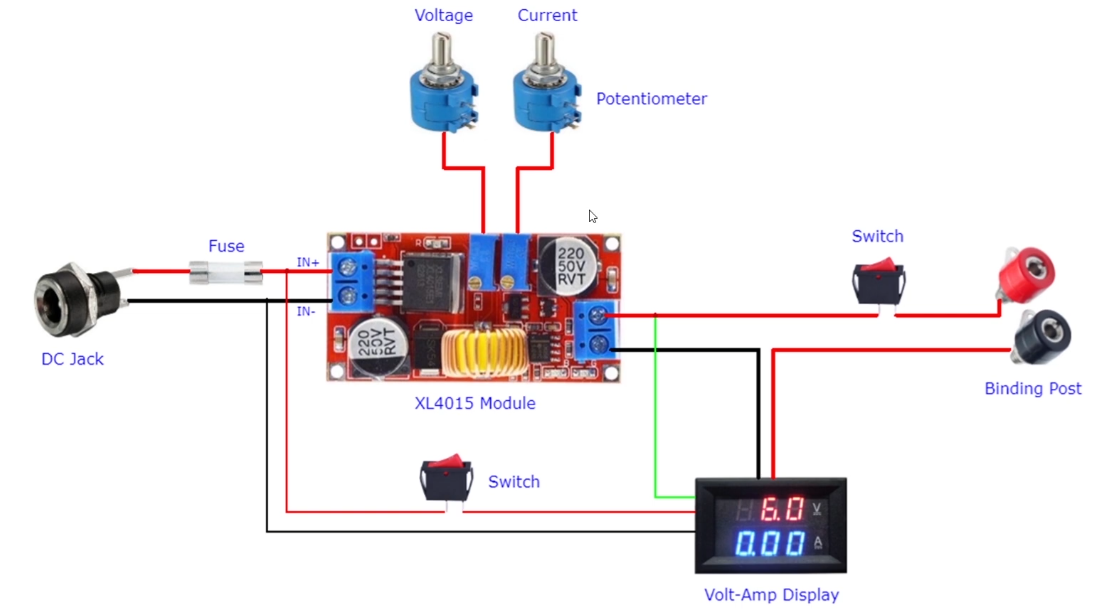 Voltage
Current
Potentiometer
Fuse
IN+
IN-
DC Jack
R
220
50V
RVT
220
50V
RVT
XL4015 Module
Switch
Binding Post
Switch
6.0 V
0.00 A
Volt-Amp Display